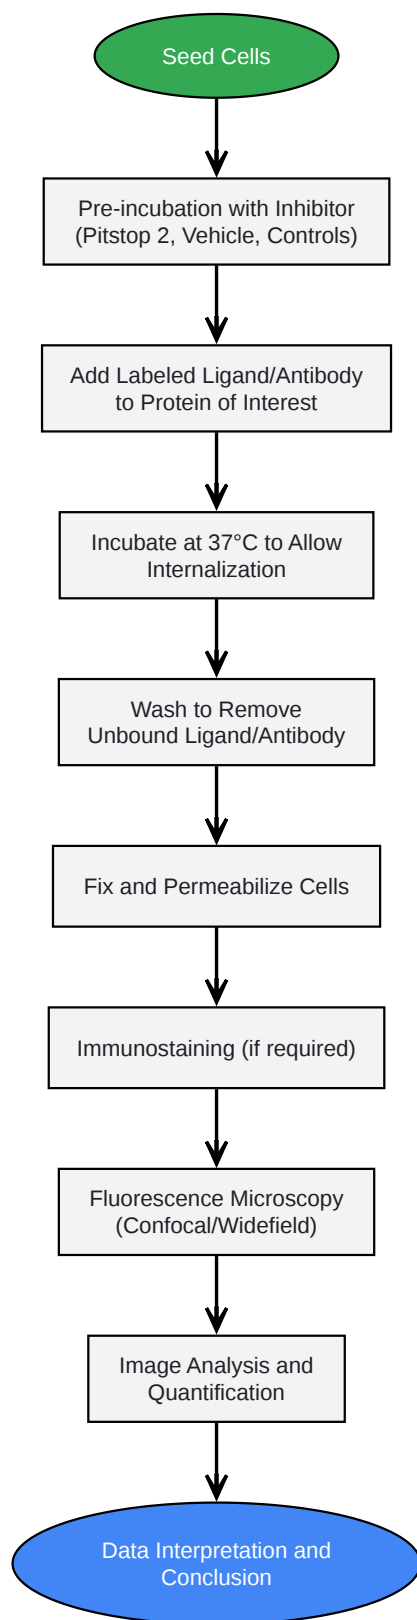 Seed Cells
Pre-incubation with Inhibitor
(Pitstop 2, Vehicle, Controls)
Add Labeled Ligand/Antibody
to Protein of Interest
Incubate at 37°C to Allow
Internalization
Wash to Remove
Unbound Ligand/Antibody
Fix and Permeabilize Cells
Immunostaining (if required)
Fluorescence Microscopy
(Confocal/Widefield)
Image Analysis and
Quantification
Data Interpretation and
Conclusion